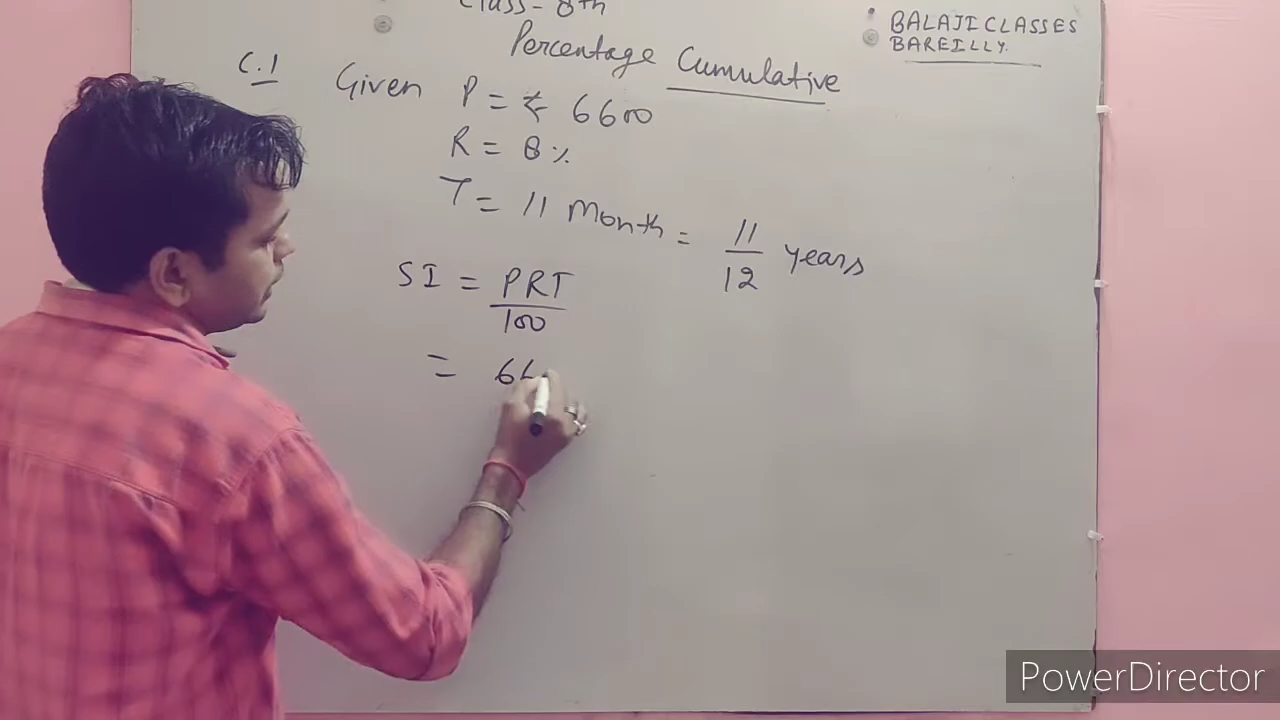 Class-8th
Percentage Cumulative
BALAJI CLASSES
BAREILLY.
C.1 Given P = ₹ 6600
R = 8%
T = 11 Month = 11/12 years
SI = PRT/100
= 66
PowerDirector